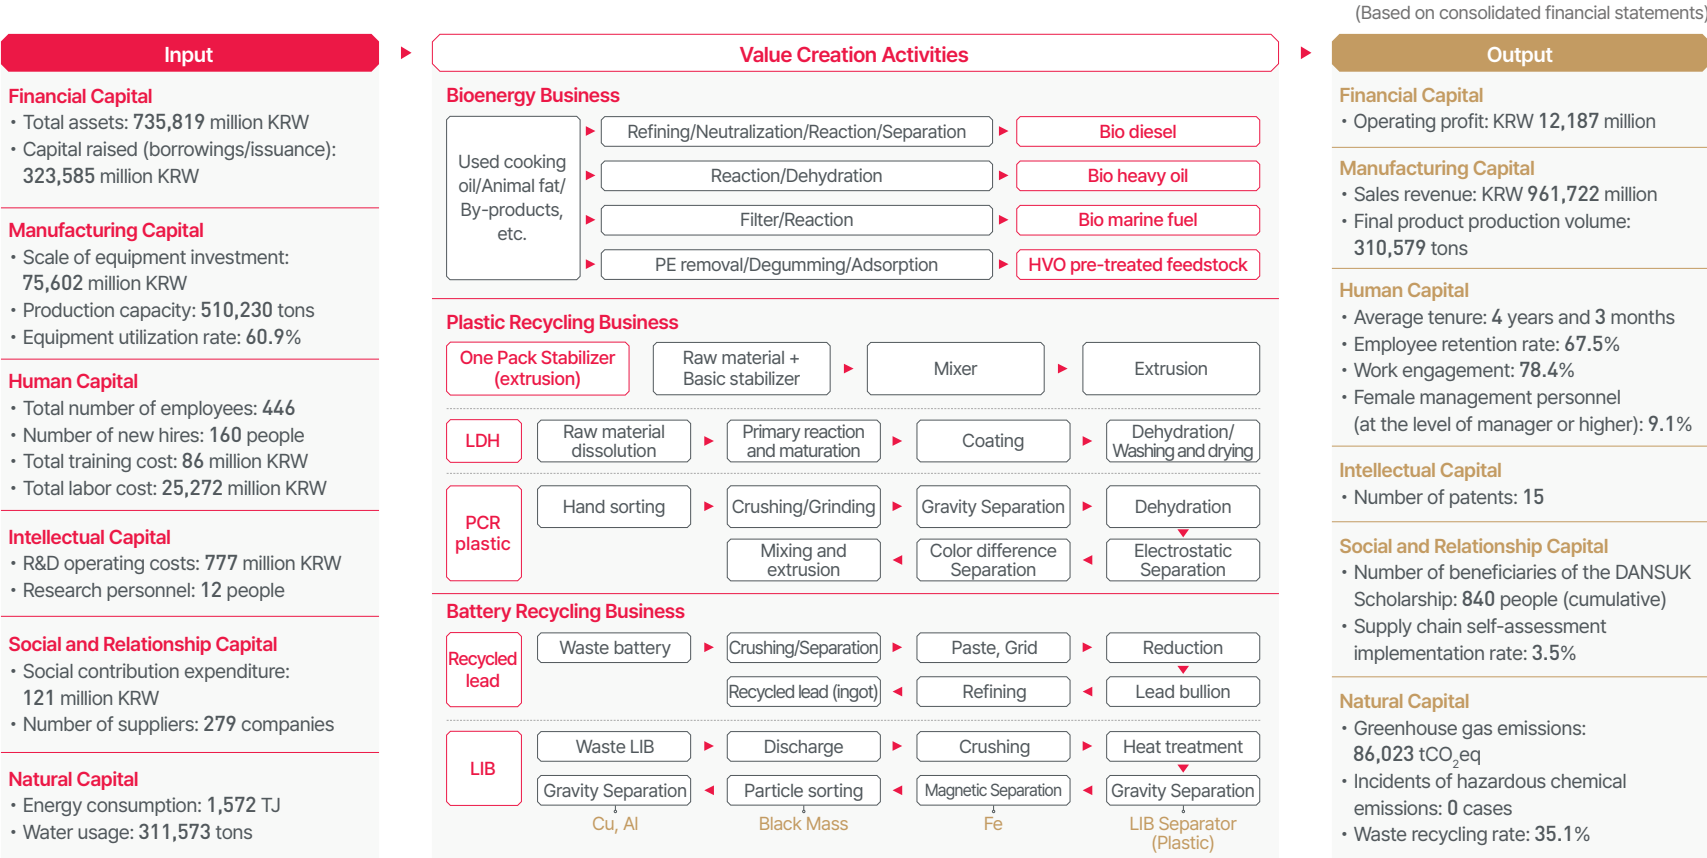 (Based on consolidated financial statements)
Input
Financial Capital
• Total assets: 735,819 million KRW
• Capital raised (borrowings/issuance):
323,585 million KRW
Manufacturing Capital
• Scale of equipment investment:
75,602 million KRW
• Production capacity: 510,230 tons
• Equipment utilization rate: 60.9%
Human Capital
• Total number of employees: 446
• Number of new hires: 160 people
• Total training cost: 86 million KRW
• Total labor cost: 25,272 million KRW
Intellectual Capital
• R&D operating costs: 777 million KRW
• Research personnel: 12 people
Social and Relationship Capital
• Social contribution expenditure:
121 million KRW
• Number of suppliers: 279 companies
Natural Capital
• Energy consumption: 1,572 TJ
• Water usage: 311,573 tons
Value Creation Activities
Bioenergy Business
Used cooking
oil/Animal fat/
By-products,
etc.
Refining/Neutralization/Reaction/Separation
Bio diesel
Reaction/Dehydration
Bio heavy oil
Filter/Reaction
Bio marine fuel
PE removal/Degumming/Adsorption
HVO pre-treated feedstock
Plastic Recycling Business
One Pack Stabilizer
(extrusion)
Raw material +
Basic stabilizer
Mixer
Extrusion
LDH
Raw material
dissolution
Primary reaction
and maturation
Coating
Dehydration/
Washing and drying
PCR
plastic
Hand sorting
Crushing/Grinding
Gravity Separation
Dehydration
Mixing and
extrusion
Color difference
Separation
Electrostatic
Separation
Battery Recycling Business
Recycled
lead
Waste battery
Crushing/Separation
Paste, Grid
Reduction
Recycled lead (ingot)
Refining
Lead bullion
LIB
Waste LIB
Discharge
Crushing
Heat treatment
Gravity Separation
Particle sorting
Magnetic Separation
Gravity Separation
Cu, Al
Black Mass
Fe
LIB Separator
(Plastic)
Output
Financial Capital
• Operating profit: KRW 12,187 million
Manufacturing Capital
• Sales revenue: KRW 961,722 million
• Final product production volume:
310,579 tons
Human Capital
• Average tenure: 4 years and 3 months
• Employee retention rate: 67.5%
• Work engagement: 78.4%
• Female management personnel
(at the level of manager or higher): 9.1%
Intellectual Capital
• Number of patents: 15
Social and Relationship Capital
• Number of beneficiaries of the DANSUK
Scholarship: 840 people (cumulative)
• Supply chain self-assessment
implementation rate: 3.5%
Natural Capital
• Greenhouse gas emissions:
86,023 tCO₂eq
• Incidents of hazardous chemical
emissions: 0 cases
• Waste recycling rate: 35.1%